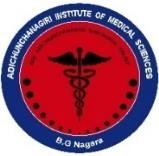 ADICHUNCHANAGIRI INSTITUTE OF MEDICAL SCIENCES
B.G Nagara